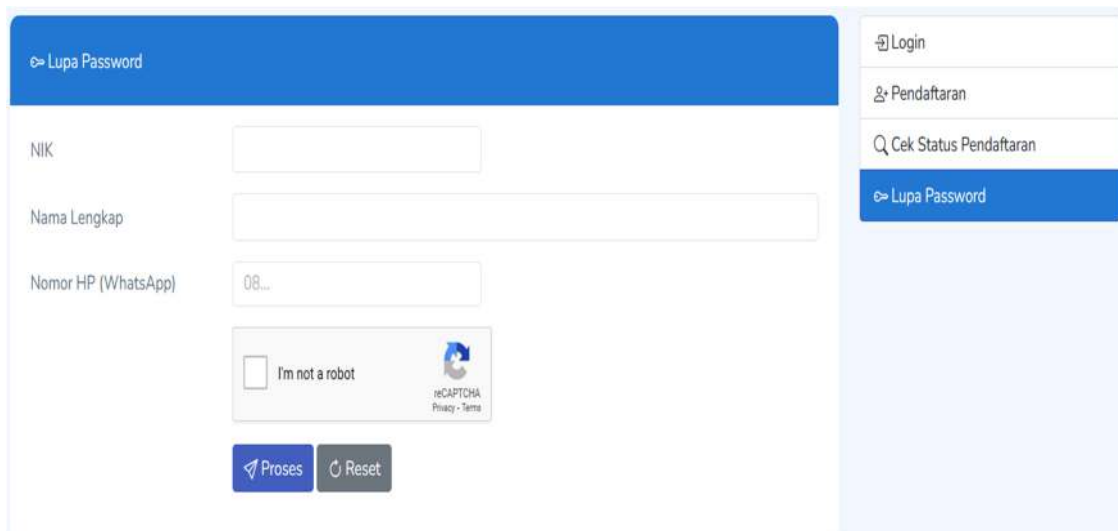 Lupa Password
NIK
Nama Lengkap
Nomor HP (WhatsApp)
08...
I'm not a robot
reCAPTCHA
Privacy - Terms
Proses
Reset
Login
Pendaftaran
Cek Status Pendaftaran
Lupa Password